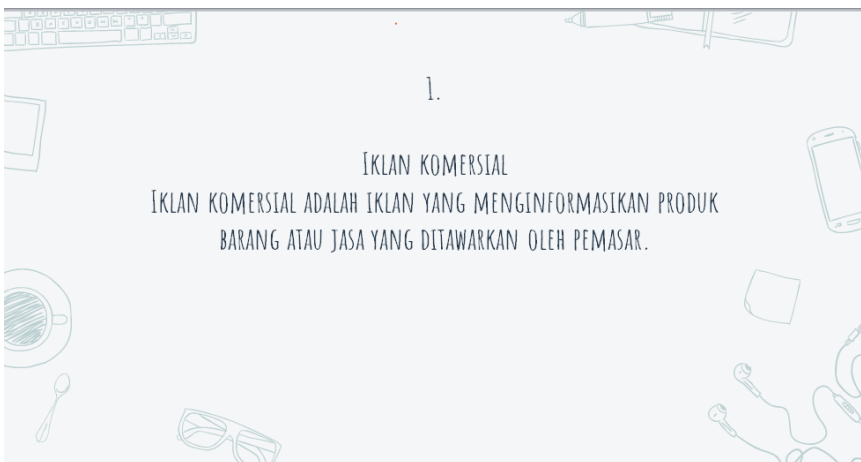 1.
IKLAN KOMERSIAL
IKLAN KOMERSIAL ADALAH IKLAN YANG MENGINFORMASIKAN PRODUK
BARANG ATAU JASA YANG DITAWARKAN OLEH PEMASAR.